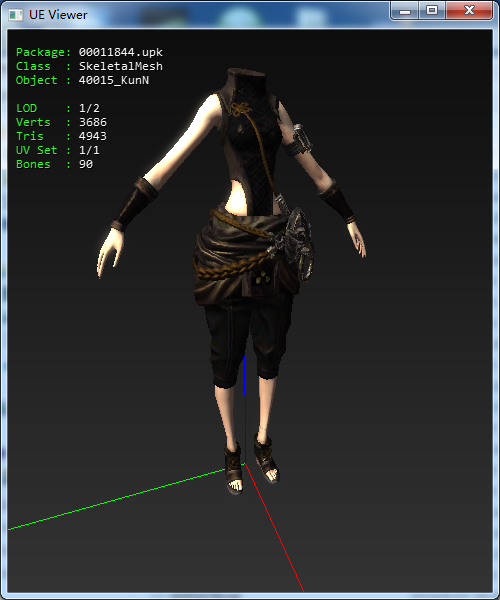 UE Viewer
Package: 00011844.upk
Class : SkeletalMesh
Object : 40015_KunN
LOD : 1/2
Verts : 3686
Tris : 4943
UV Set : 1/1
Bones : 90